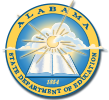 ALABAMA
1854
STATE DEPARTMENT OF EDUCATION